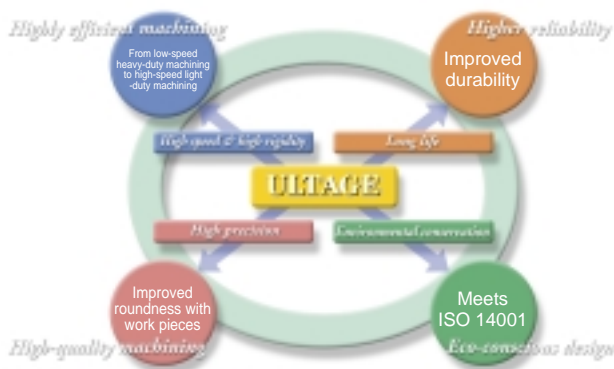 Highly efficient machining
Higher reliability
From low-speed
heavy-duty machining
to high-speed light
-duty machining
Improved
durability
High speed & high rigidity
Long life
ULTAGE
High precision
Environmental conservation
Improved
roundness with
work pieces
Meets
ISO 14001
High-quality machining
Eco-conscious design